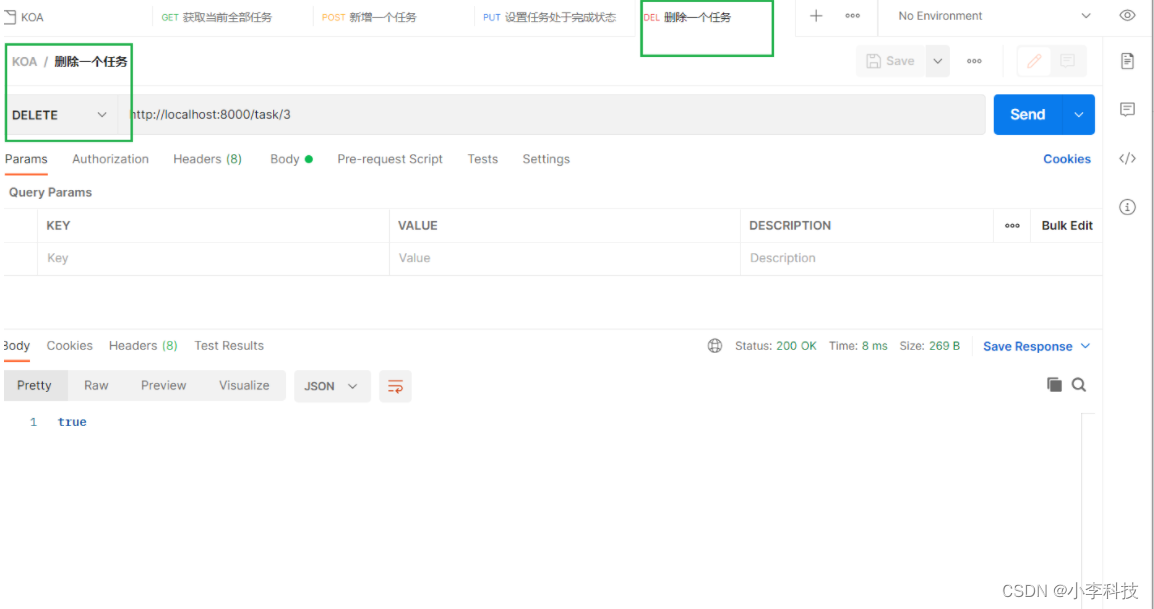 KOA GET 获取当前全部任务 POST 新增一个任务 PUT 设置任务处于完成状态 DEL 删除一个任务 No Environment
KOA / 删除一个任务 Save
DELETE http://localhost:8000/task/3 Send
Params Authorization Headers (8) Body Pre-request Script Tests Settings Cookies
Query Params
KEY VALUE DESCRIPTION Bulk Edit
Key Value Description
Body Cookies Headers (8) Test Results Status: 200 OK Time: 8 ms Size: 269 B Save Response
Pretty Raw Preview Visualize JSON
1 true
CSDN @小李科技